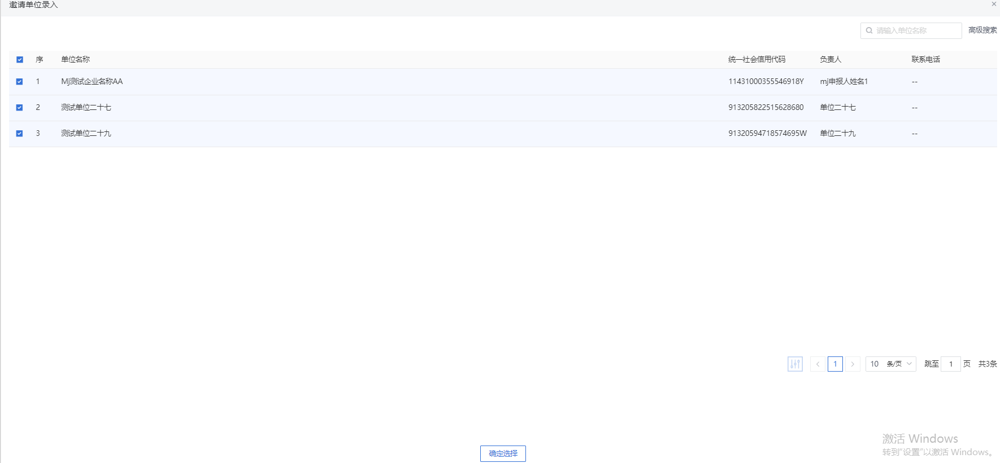 邀请单位录入
请输入单位名称 高级搜索
序 单位名称 统一社会信用代码 负责人 联系电话
1 Mj测试企业名称AA 11431000355546918Y mj申报人姓名1 --
2 测试单位二十七 913205822515628680 单位二十七 --
3 测试单位二十九 91320594718574695W 单位二十九 --
1 10 条/页 跳至 1 页 共3条
激活 Windows
转到“设置”以激活 Windows。
确定选择